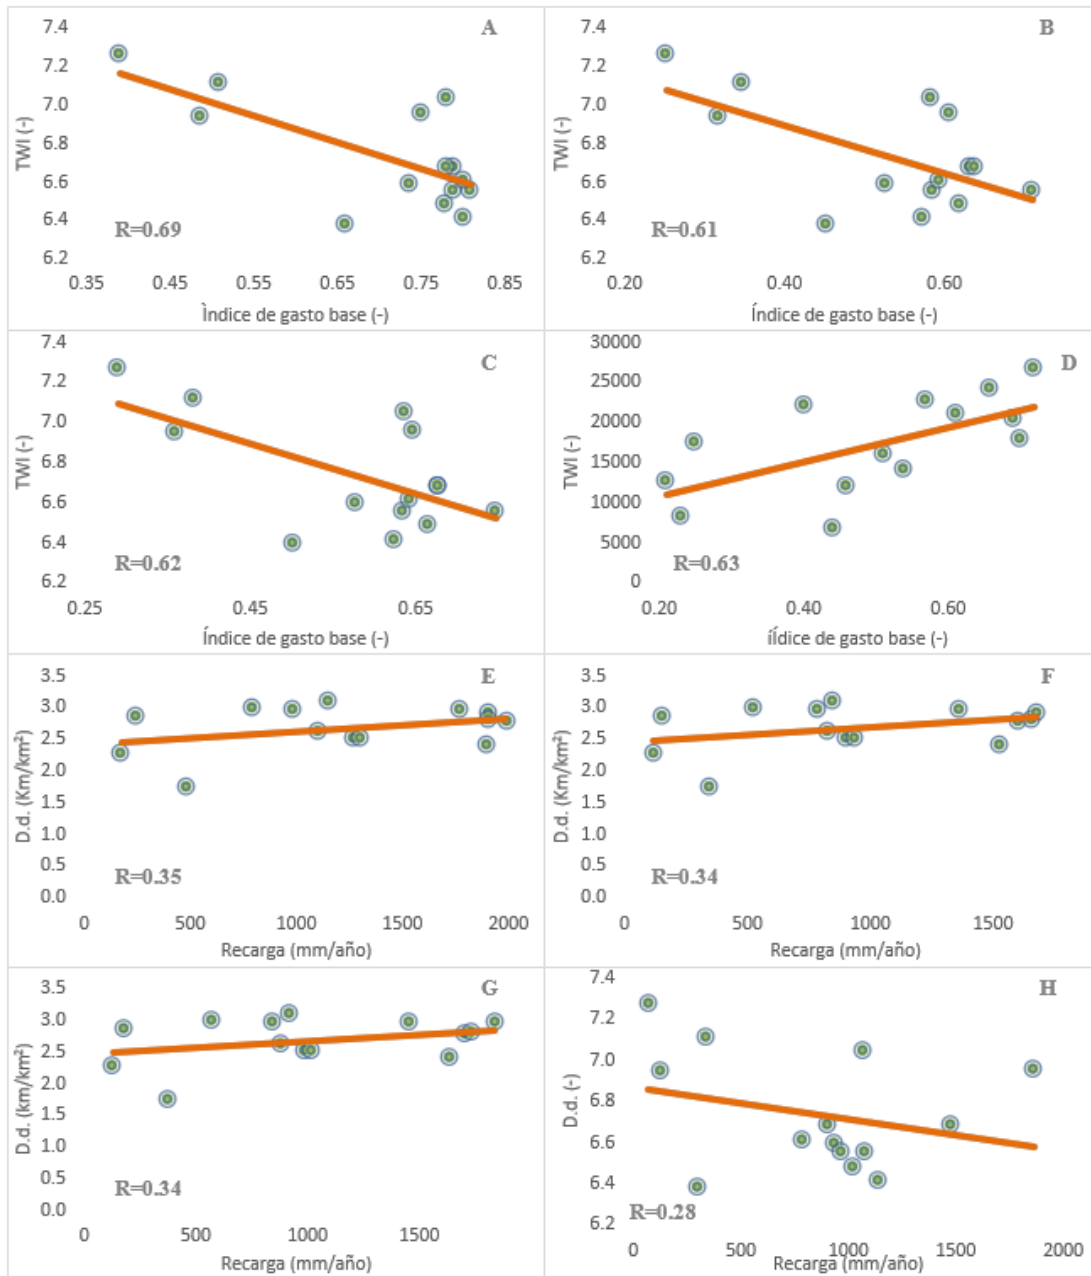 A
7.4
7.2
7.0
6.8
6.6
6.4
6.2
TWI (-)
R=0.69
0.35 0.45 0.55 0.65 0.75 0.85
Ìndice de gasto base (-)
B
7.4
7.2
7.0
6.8
6.6
6.4
6.2
TWI (-)
R=0.61
0.20 0.40 0.60
Índice de gasto base (-)
C
7.4
7.2
7.0
6.8
6.6
6.4
6.2
TWI (-)
R=0.62
0.25 0.45 0.65
Índice de gasto base (-)
D
30000
25000
20000
15000
10000
5000
0
TWI (-)
R=0.63
0.20 0.40 0.60
íÍdice de gasto base (-)
E
3.5
3.0
2.5
2.0
1.5
1.0
0.5
0.0
D.d. (Km/km²)
R=0.35
0 500 1000 1500 2000
Recarga (mm/año)
F
3.5
3.0
2.5
2.0
1.5
1.0
0.5
0.0
D.d. (Km/km²)
R=0.34
0 500 1000 1500
Recarga (mm/año)
G
3.5
3.0
2.5
2.0
1.5
1.0
0.5
0.0
D.d. (km/km²)
R=0.34
0 500 1000 1500
Recarga (mm/año)
H
7.4
7.2
7.0
6.8
6.6
6.4
6.2
D.d. (-)
R=0.28
0 500 1000 1500 2000
Recarga (mm/año)